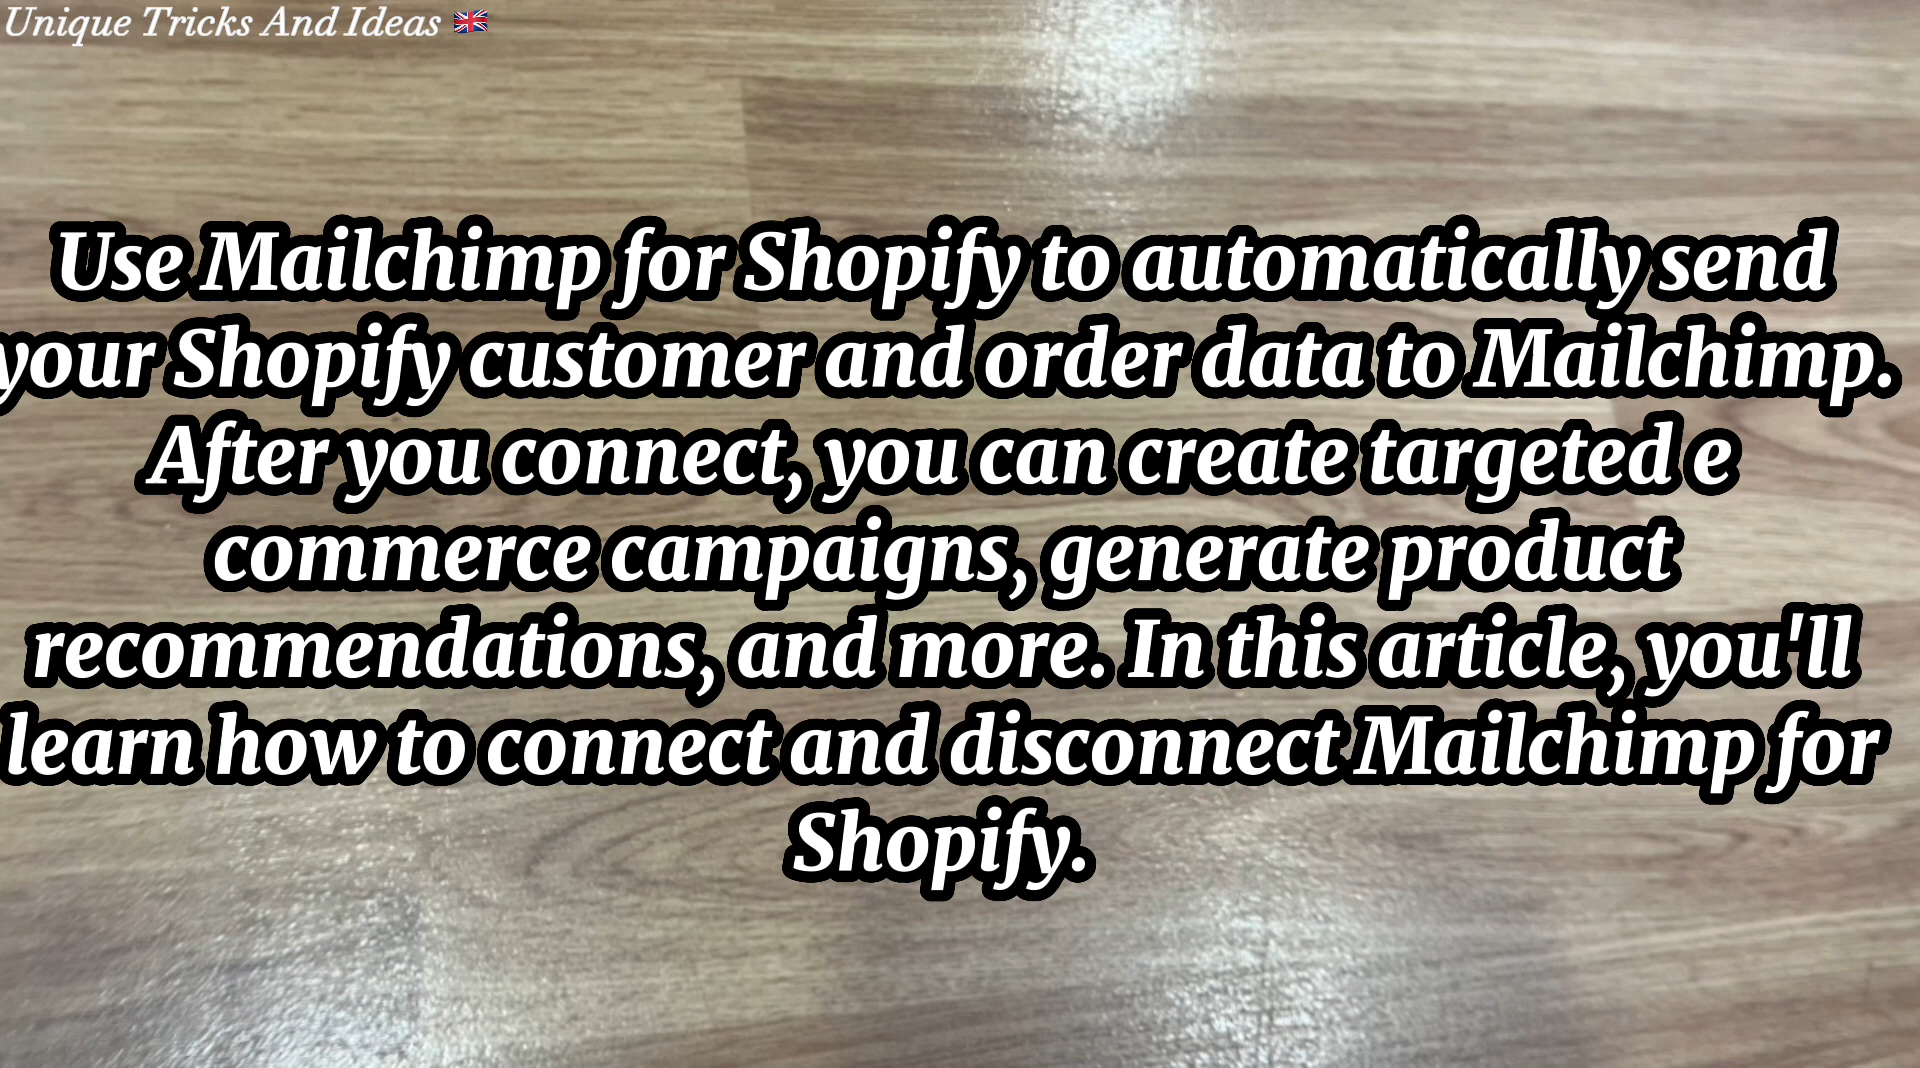 Unique Tricks And Ideas 🇬🇧
Use Mailchimp for Shopify to automatically send
your Shopify customer and order data to Mailchimp.
After you connect, you can create targeted e
commerce campaigns, generate product
recommendations, and more. In this article, you'll
learn how to connect and disconnect Mailchimp for
Shopify.